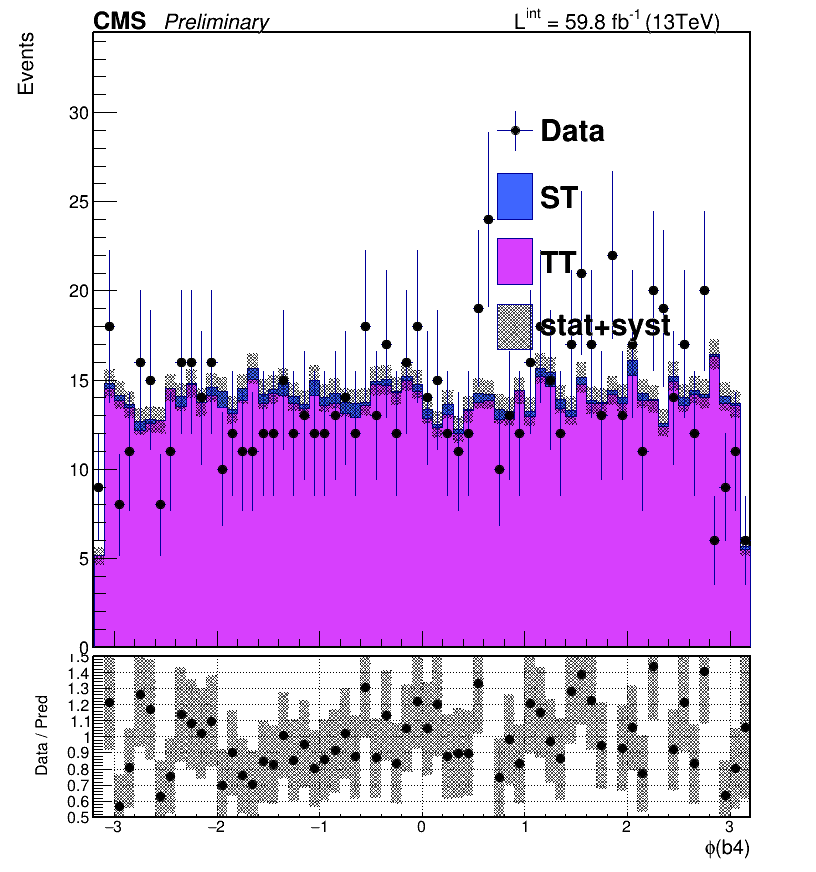 CMS Preliminary L^int = 59.8 fb^-1 (13TeV)
Events
30
25
20
15
10
5
0
Data
ST
TT
stat+syst
Data / Pred
1.5
1.4
1.3
1.2
1.1
1
0.9
0.8
0.7
0.6
0.5
−3 −2 −1 0 1 2 3
ϕ(b4)